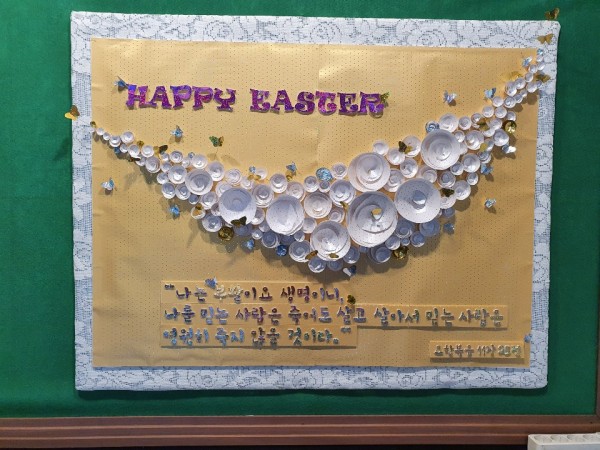 HAPPY EASTER
"나는 부활이요 생명이니,
나를 믿는 사람은 죽어도 살고 살아서 믿는 사람은
영원히 죽지 않을 것이다."
요한복음 11장 25절